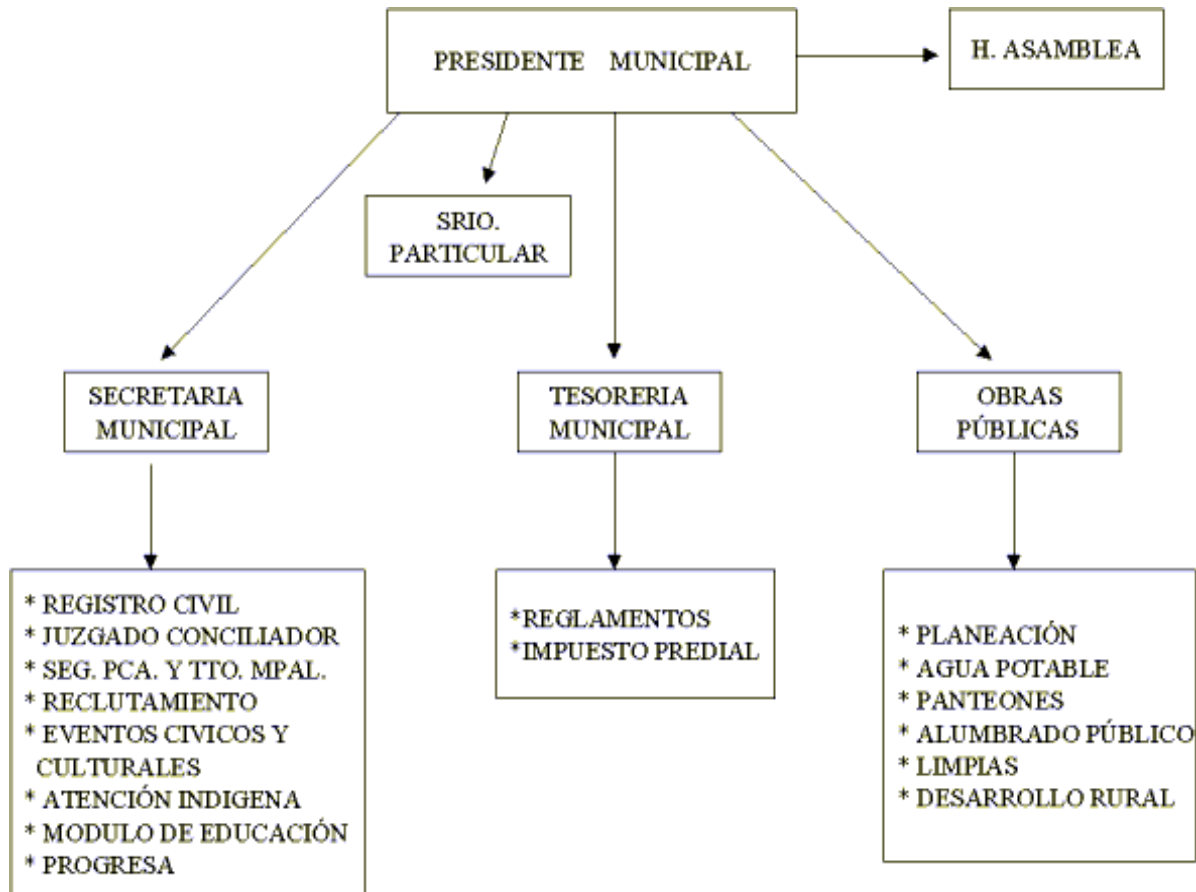 PRESIDENTE MUNICIPAL
H. ASAMBLEA
SRIO.
PARTICULAR
SECRETARIA
MUNICIPAL
TESORERIA
MUNICIPAL
OBRAS
PÚBLICAS
* REGISTRO CIVIL
* JUZGADO CONCILIADOR
* SEG. PCA. Y TTO. MPAL.
* RECLUTAMIENTO
* EVENTOS CIVICOS Y
CULTURALES
* ATENCIÓN INDIGENA
* MODULO DE EDUCACIÓN
* PROGRESA
*REGLAMENTOS
*IMPUESTO PREDIAL
* PLANEACIÓN
* AGUA POTABLE
* PANTEONES
* ALUMBRADO PÚBLICO
* LIMPIAS
* DESARROLLO RURAL